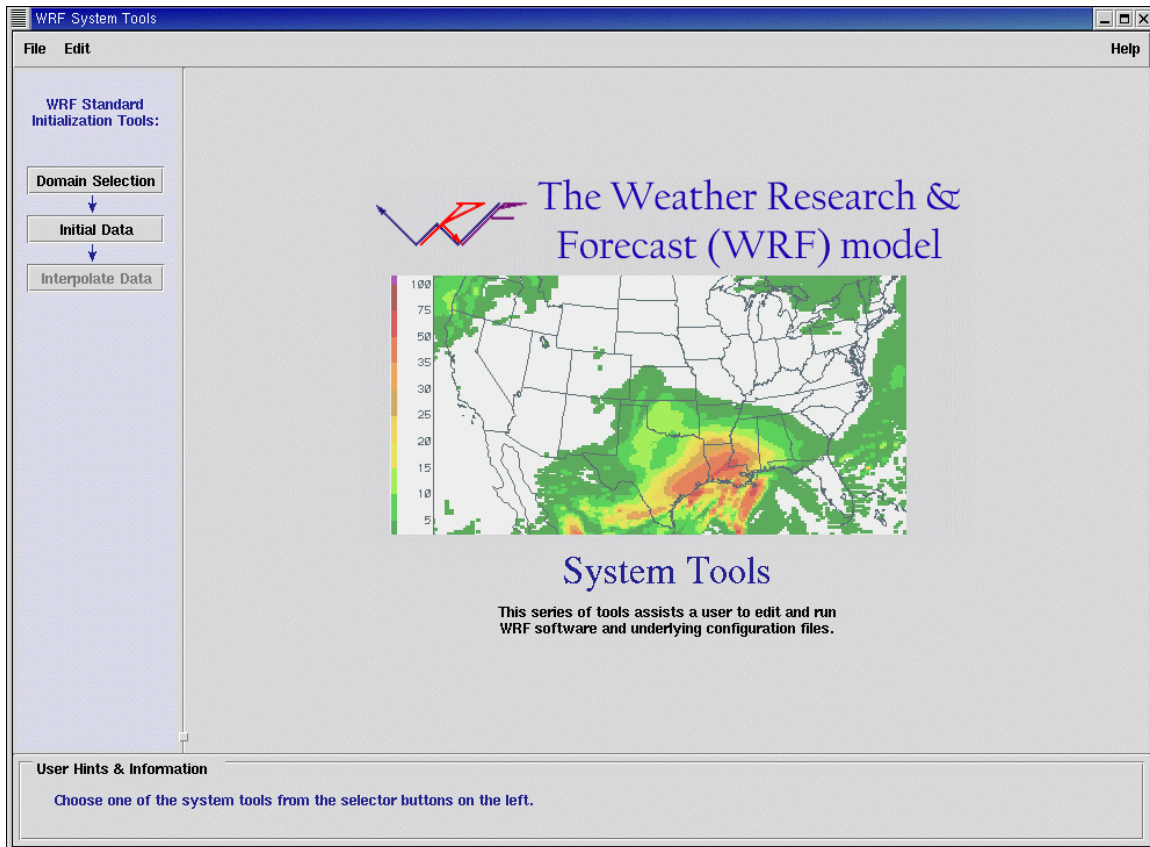 WRF System Tools
File Edit Help
WRF Standard
Initialization Tools:
Domain Selection
Initial Data
Interpolate Data
WRF
The Weather Research &
Forecast (WRF) model
100
75
50
35
30
25
20
15
10
5
System Tools
This series of tools assists a user to edit and run
WRF software and underlying configuration files.
User Hints & Information
Choose one of the system tools from the selector buttons on the left.